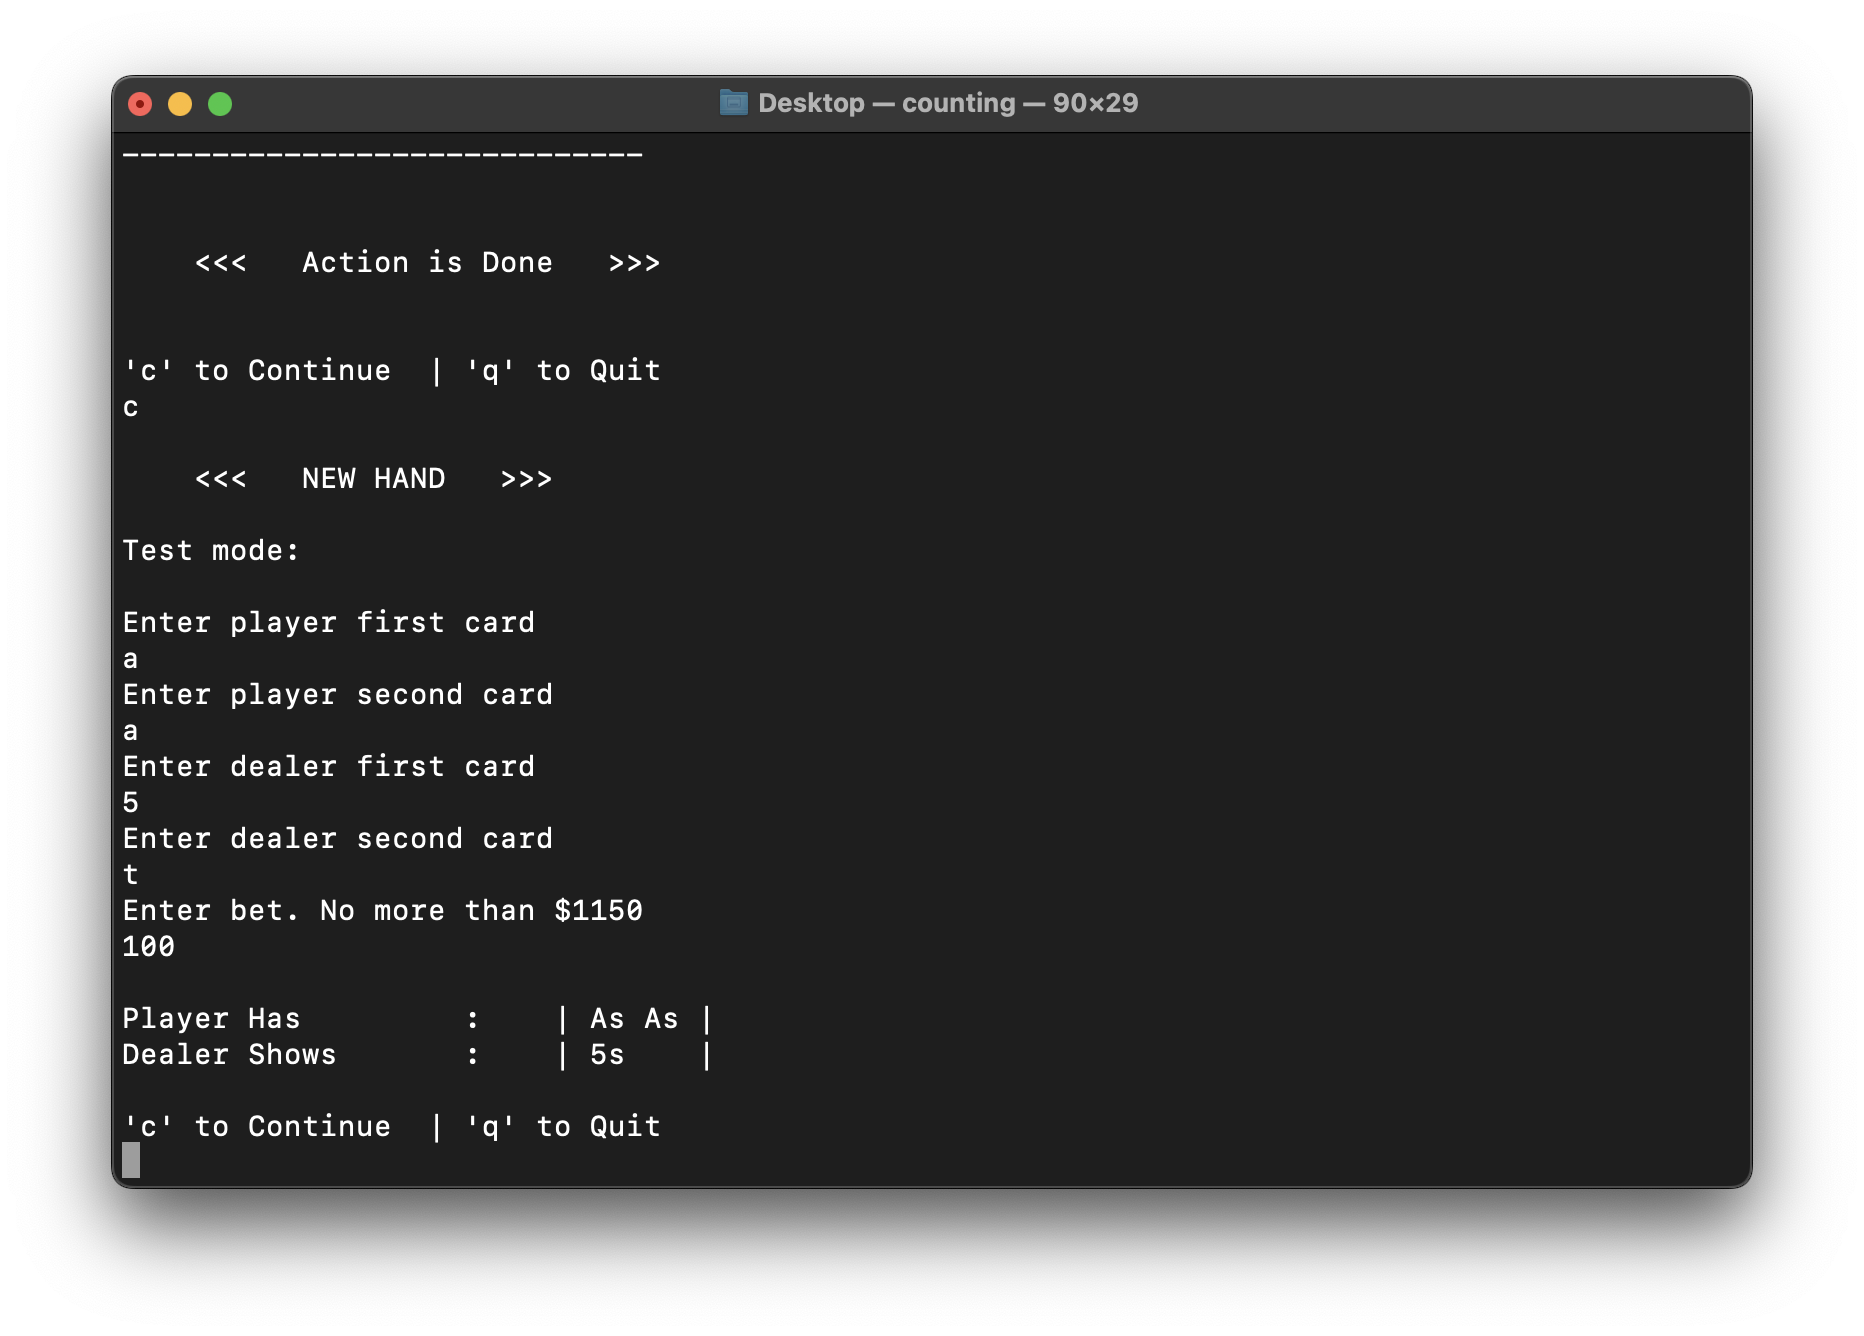 Desktop — counting — 90×29
-----------------------------
<<<   Action is Done   >>>
'c' to Continue  | 'q' to Quit
c
<<<   NEW HAND   >>>
Test mode:
Enter player first card
a
Enter player second card
a
Enter dealer first card
5
Enter dealer second card
t
Enter bet. No more than $1150
100
Player Has         :    | As As |
Dealer Shows       :    | 5s    |
'c' to Continue  | 'q' to Quit